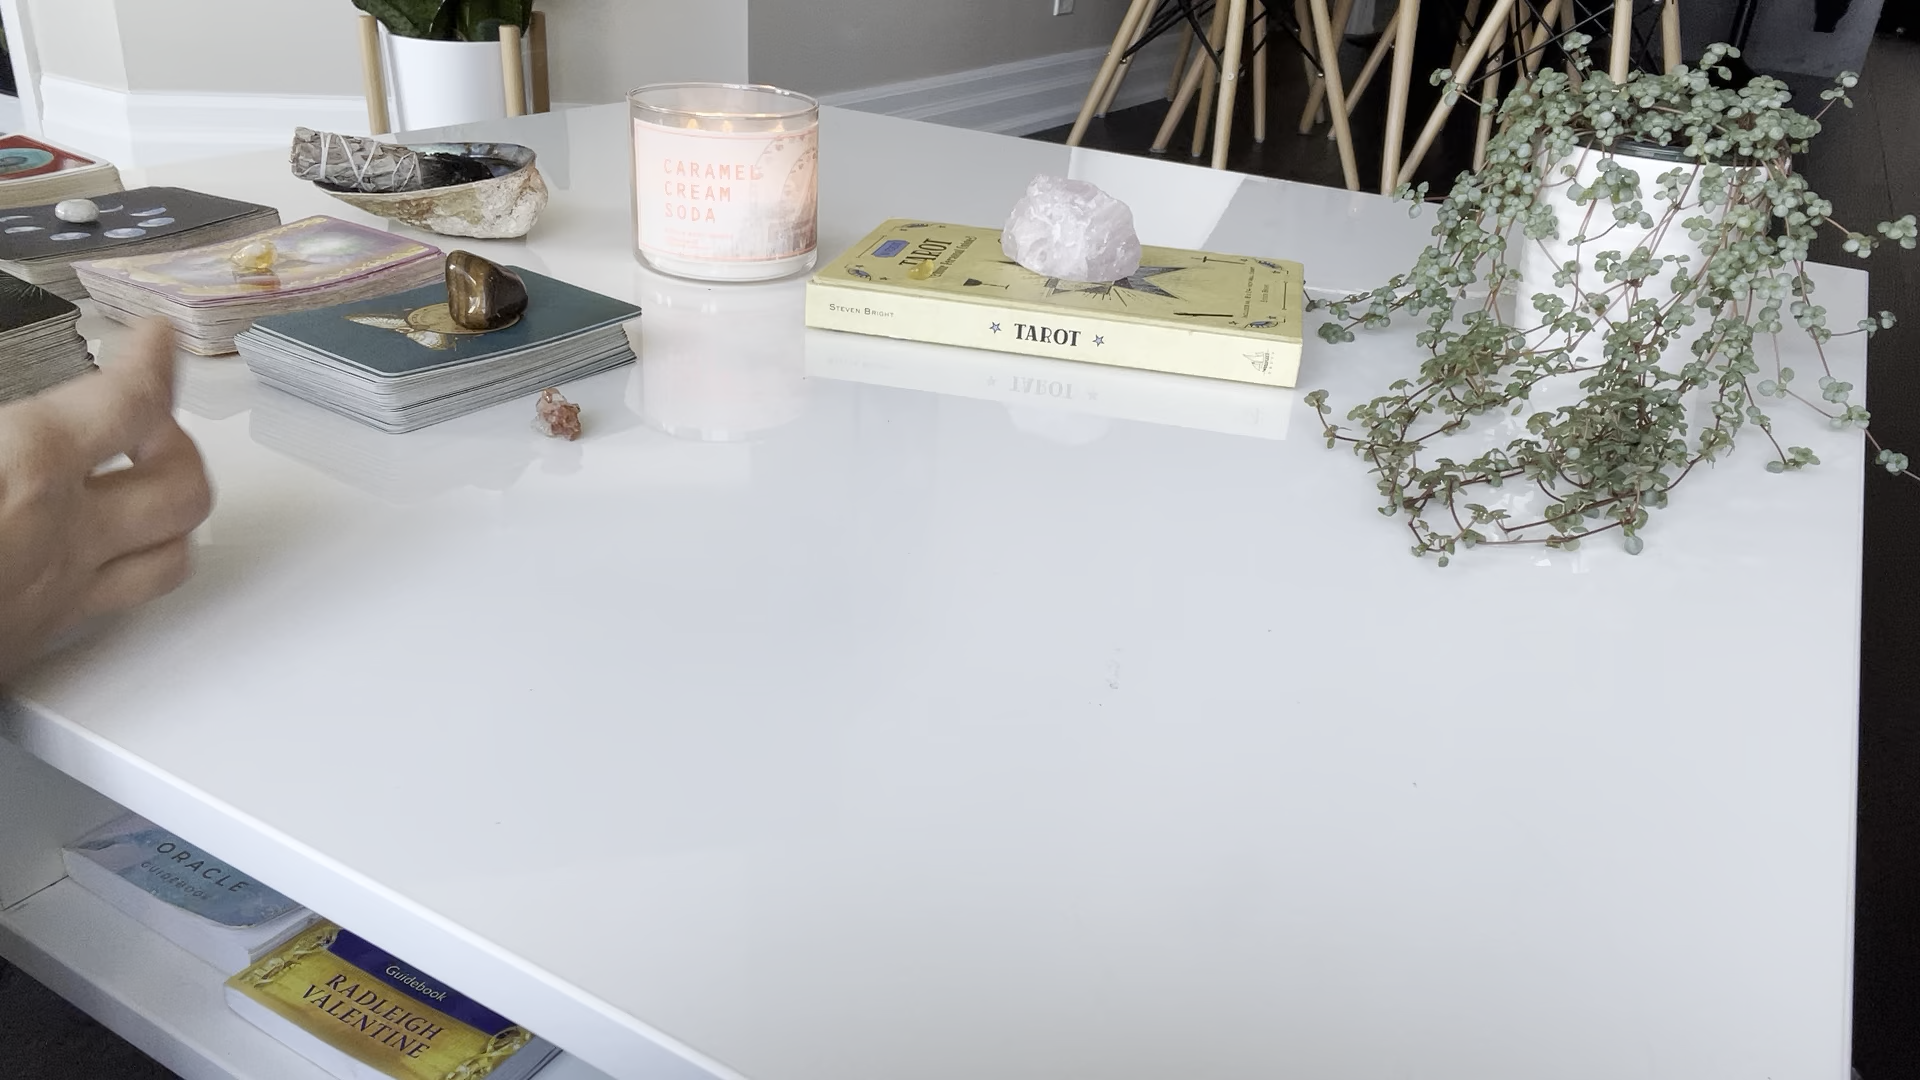 CARAMEL
CREAM
SODA
TAROT
STEVEN BRIGHT
TAROT
ORACLE
GUIDEBOOK
Guidebook
RADLEIGH
VALENTINE